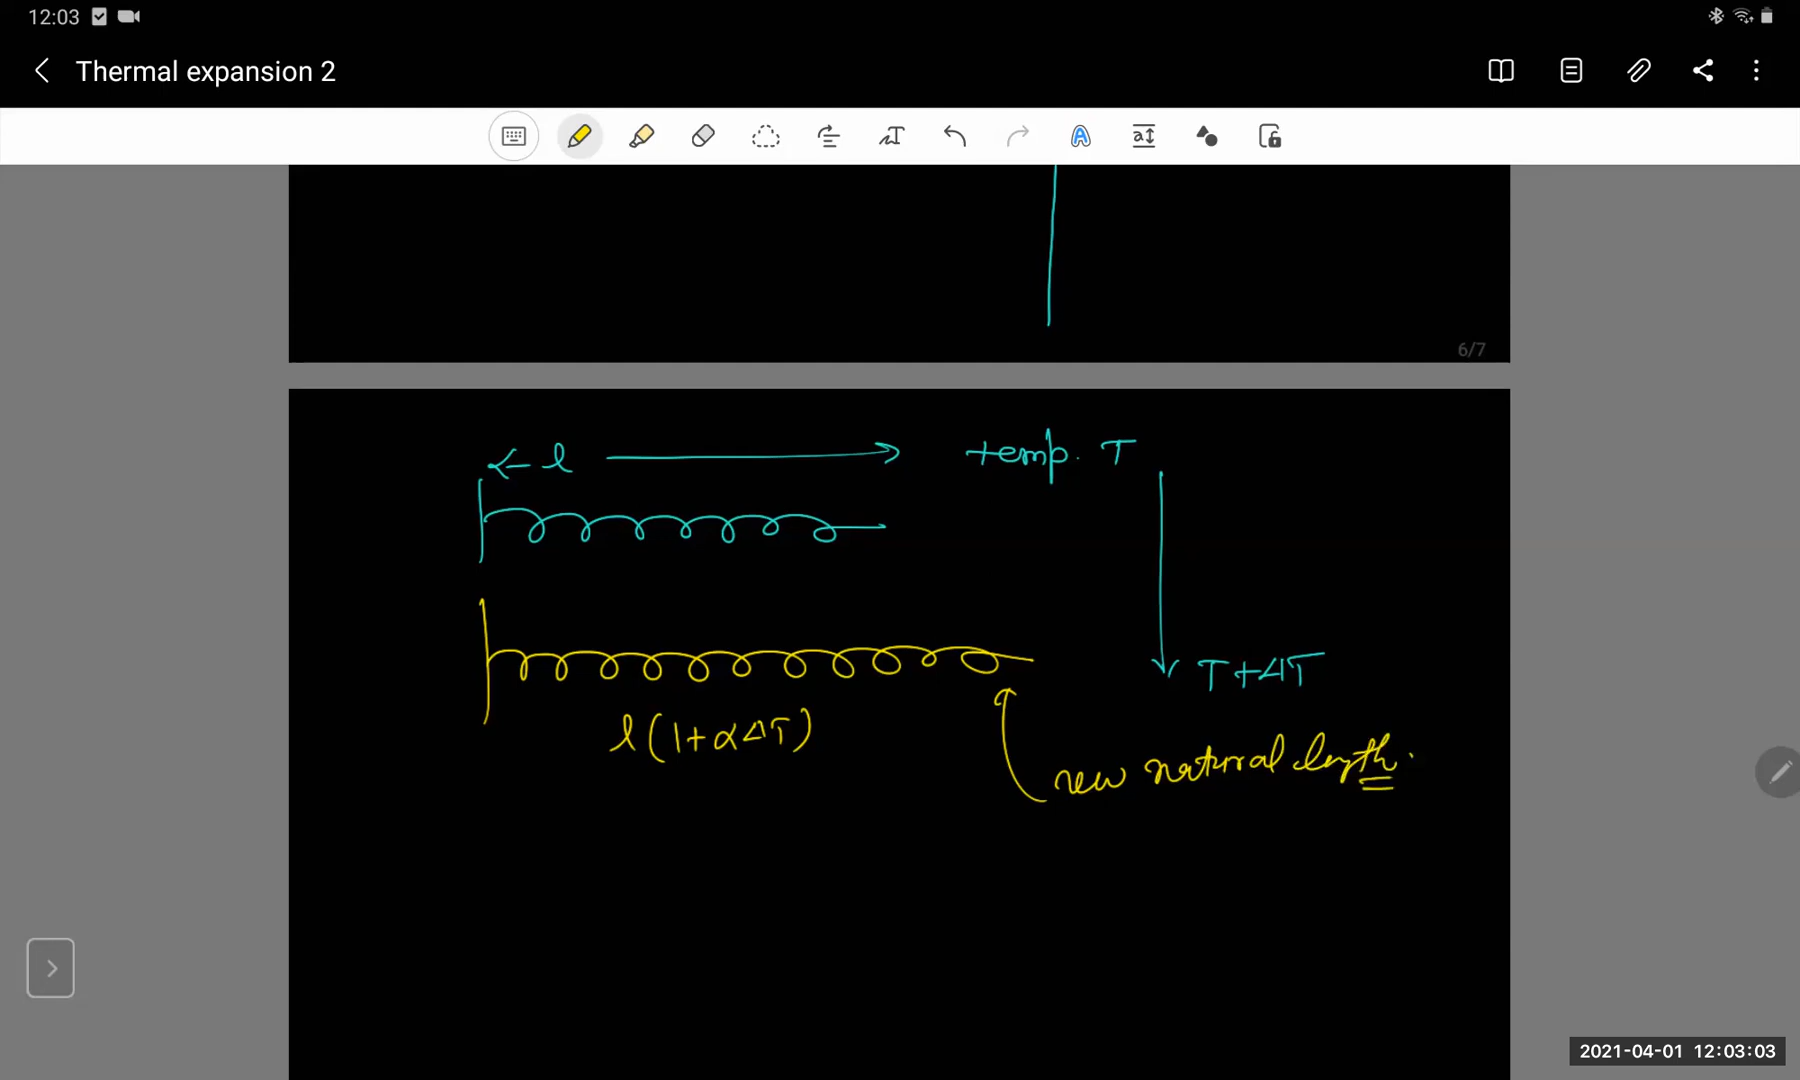 12:03
Thermal expansion 2
6/7
← l → temp. T
T+ΔT
l(1+αΔT)
new natural length.
2021-04-01 12:03:03